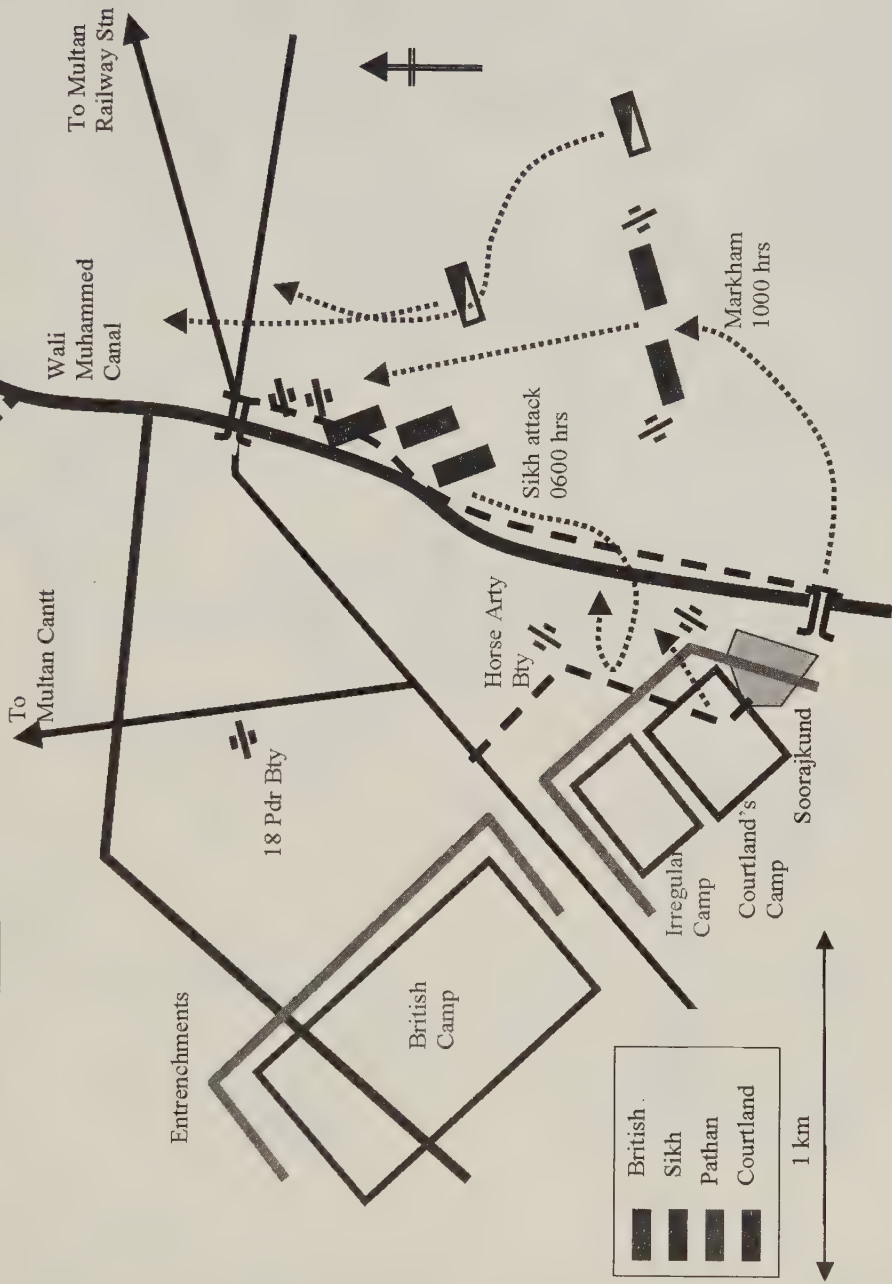 To Multan
Railway Stn
Wali
Muhammed
Canal
To
Multan Cantt
18 Pdr Bty
Horse Arty
Bty
Sikh attack
0600 hrs
Markham
1000 hrs
Entrenchments
British
Camp
Irregular
Camp
Courtland's
Camp
Soorajkund
British
Sikh
Pathan
Courtland
1 km